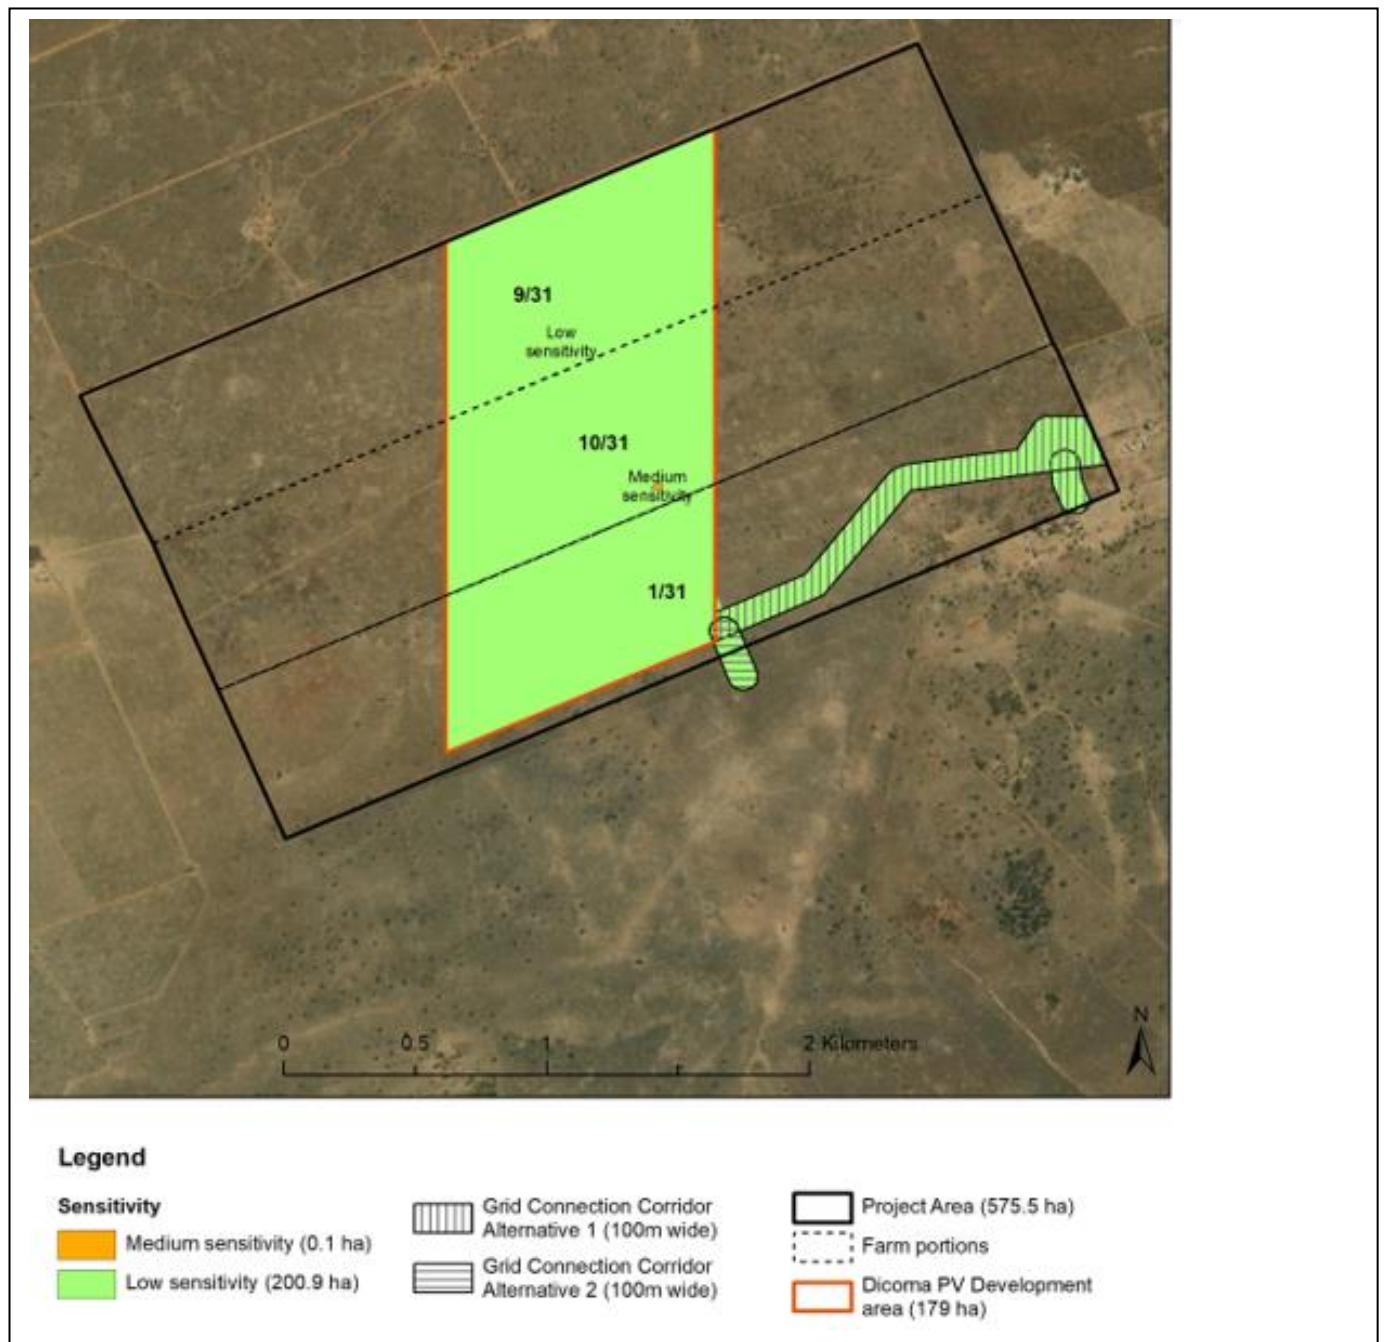 9/31
Low
sensitivity
10/31
Medium
sensitivity
1/31
N
0 0.5 1 2 Kilometers
Legend
Sensitivity
Medium sensitivity (0.1 ha)
Low sensitivity (200.9 ha)
Grid Connection Corridor
Alternative 1 (100m wide)
Grid Connection Corridor
Alternative 2 (100m wide)
Project Area (575.5 ha)
Farm portions
Dicoma PV Development
area (179 ha)